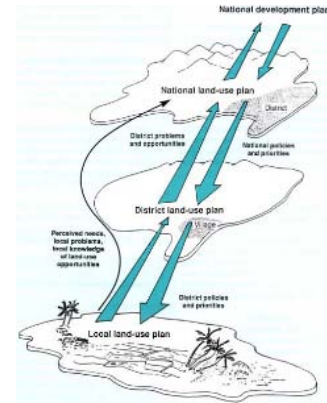 National development plan
National land-use plan
District
District problems
and opportunities
National policies
and priorities
District land-use plan
Village
Perceived needs,
local problems,
local knowledge
of land-use
opportunities
District policies
and priorities
Local land-use plan